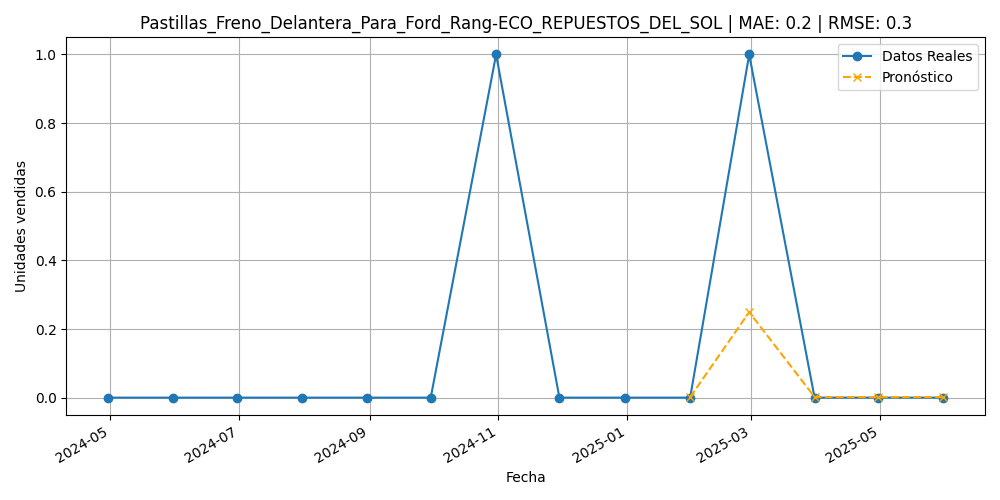 Pastillas_Freno_Delantera_Para_Ford_Rang-ECO_REPUESTOS_DEL_SOL | MAE: 0.2 | RMSE: 0.3
Datos Reales
Pronóstico
Unidades vendidas
1.0
0.8
0.6
0.4
0.2
0.0
2024-05
2024-07
2024-09
2024-11
2025-01
2025-03
2025-05
Fecha